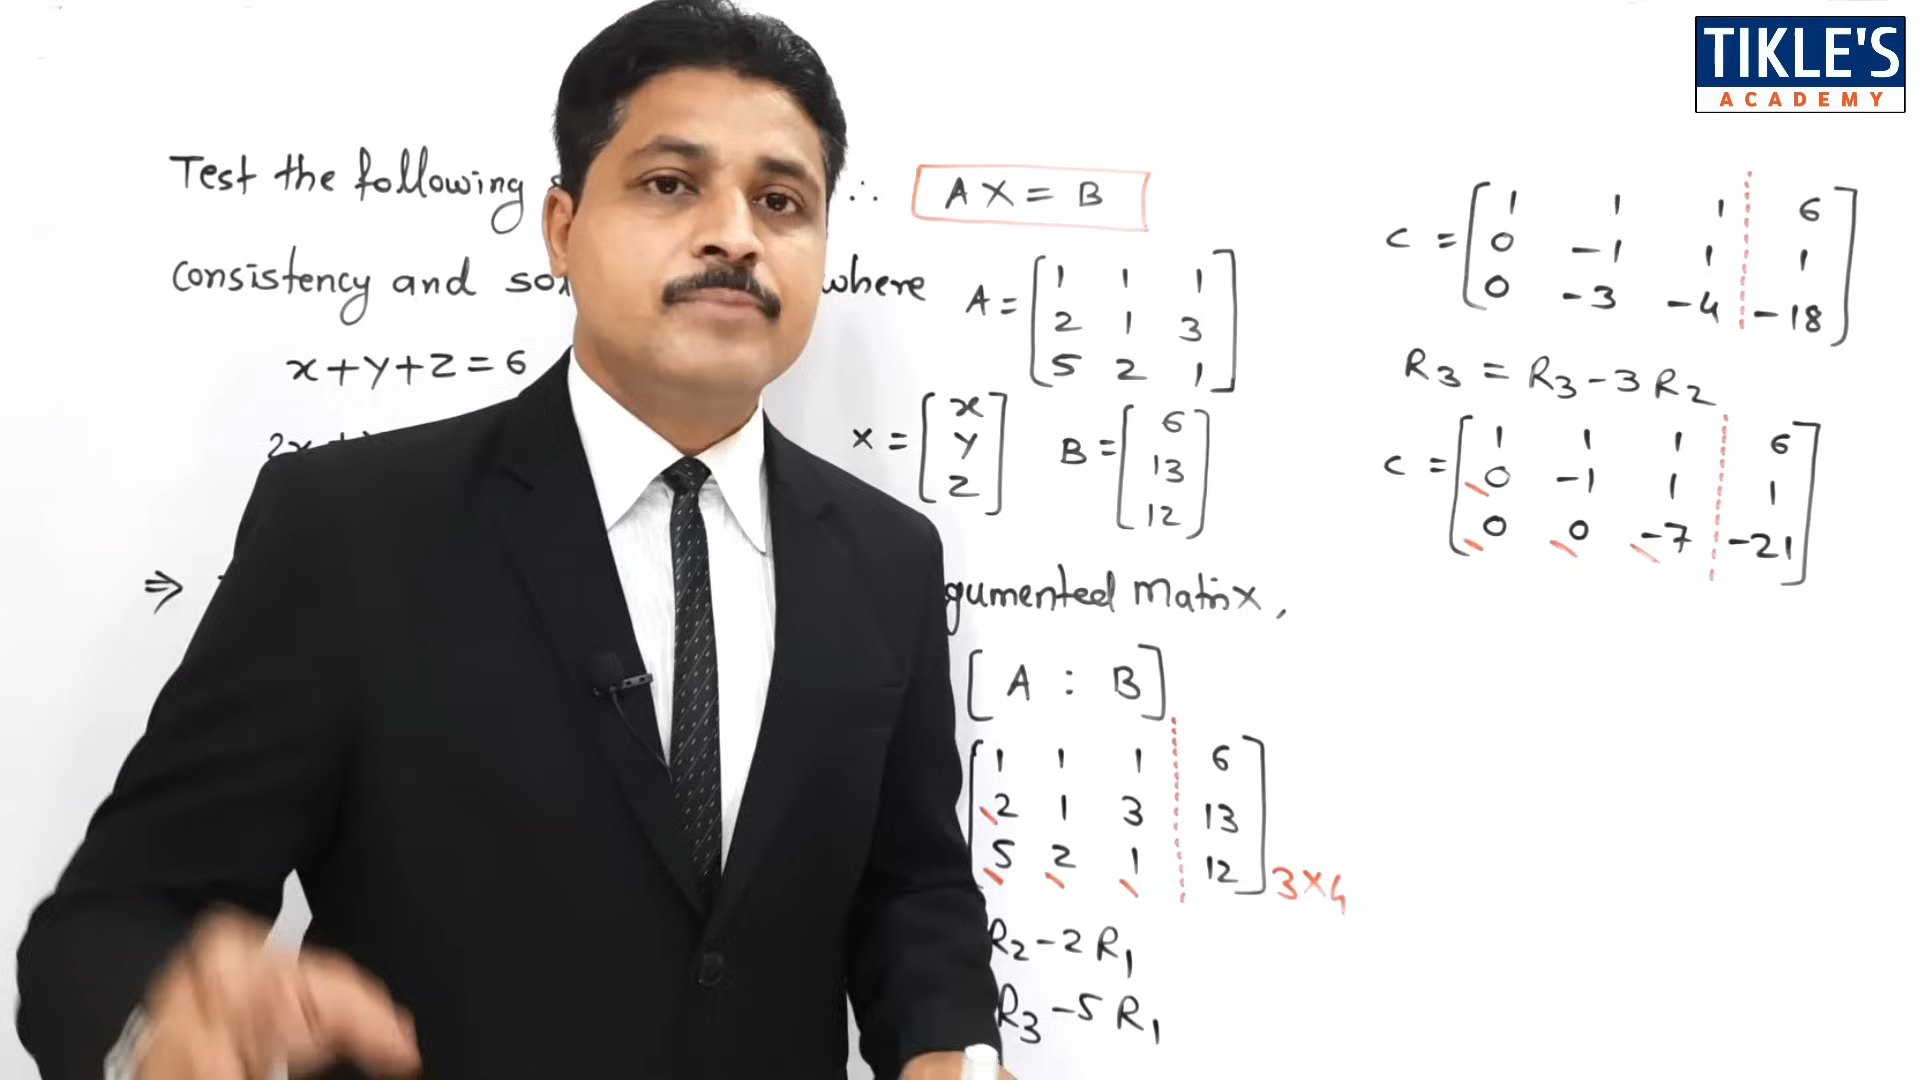 TIKLE'S
ACADEMY
Test the following
consistency and
x+y+z=6
⇒
∴ AX = B
where A = [1 1 1
2 1 3
5 2 1]
X = [x
y
z]
B = [6
13
12]
gumented Matrix,
[A : B]
[1 1 1 ⋮ 6
2 1 3 ⋮ 13
5 2 1 ⋮ 12] 3×4
R2 - 2R1
R3 - 5R1
C = [1 1 1 ⋮ 6
0 -1 1 ⋮ 1
0 -3 -4 ⋮ -18]
R3 = R3 - 3R2
C = [1 1 1 ⋮ 6
0 -1 1 ⋮ 1
0 0 -7 ⋮ -21]